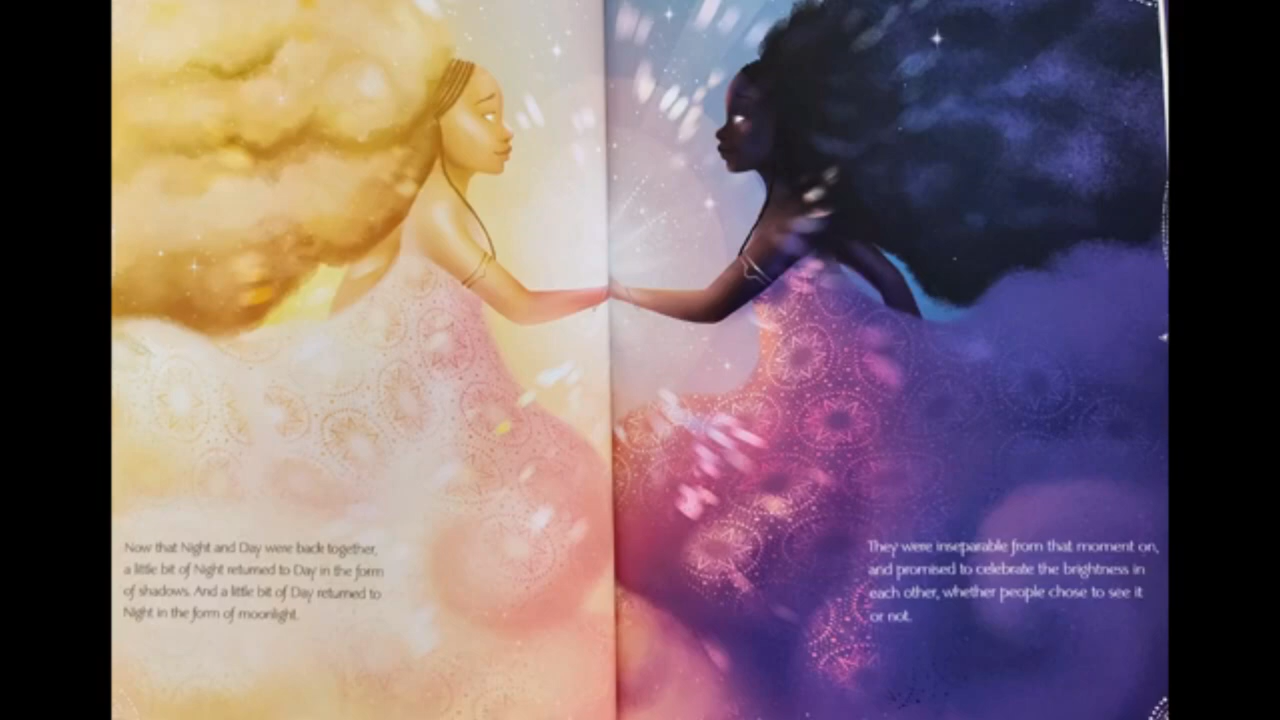 Now that Night and Day were back together,
a little bit of Night returned to Day in the form
of shadows. And a little bit of Day returned to
Night in the form of moonlight.
They were inseparable from that moment on,
and promised to celebrate the brightness in
each other, whether people chose to see it
or not.